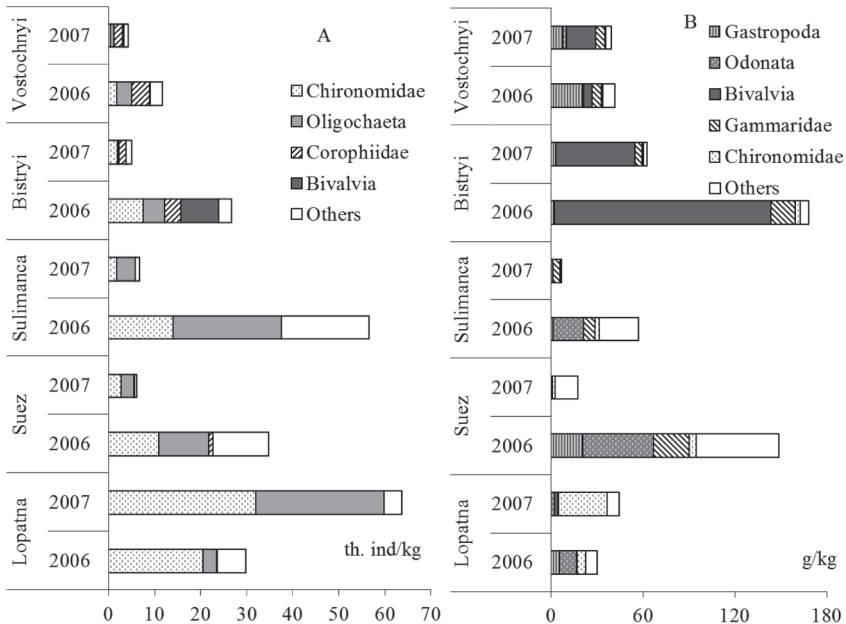 A
Chironomidae
Oligochaeta
Corophiidae
Bivalvia
Others
Vostochnyi
2007
2006
Bistryi
2007
2006
Sulimanca
2007
2006
Suez
2007
2006
Lopatna
2007
2006
th. ind/kg
0 10 20 30 40 50 60 70
B
Gastropoda
Odonata
Bivalvia
Gammaridae
Chironomidae
Others
Vostochnyi
2007
2006
Bistryi
2007
2006
Sulimanca
2007
2006
Suez
2007
2006
Lopatna
2007
2006
g/kg
0 60 120 180